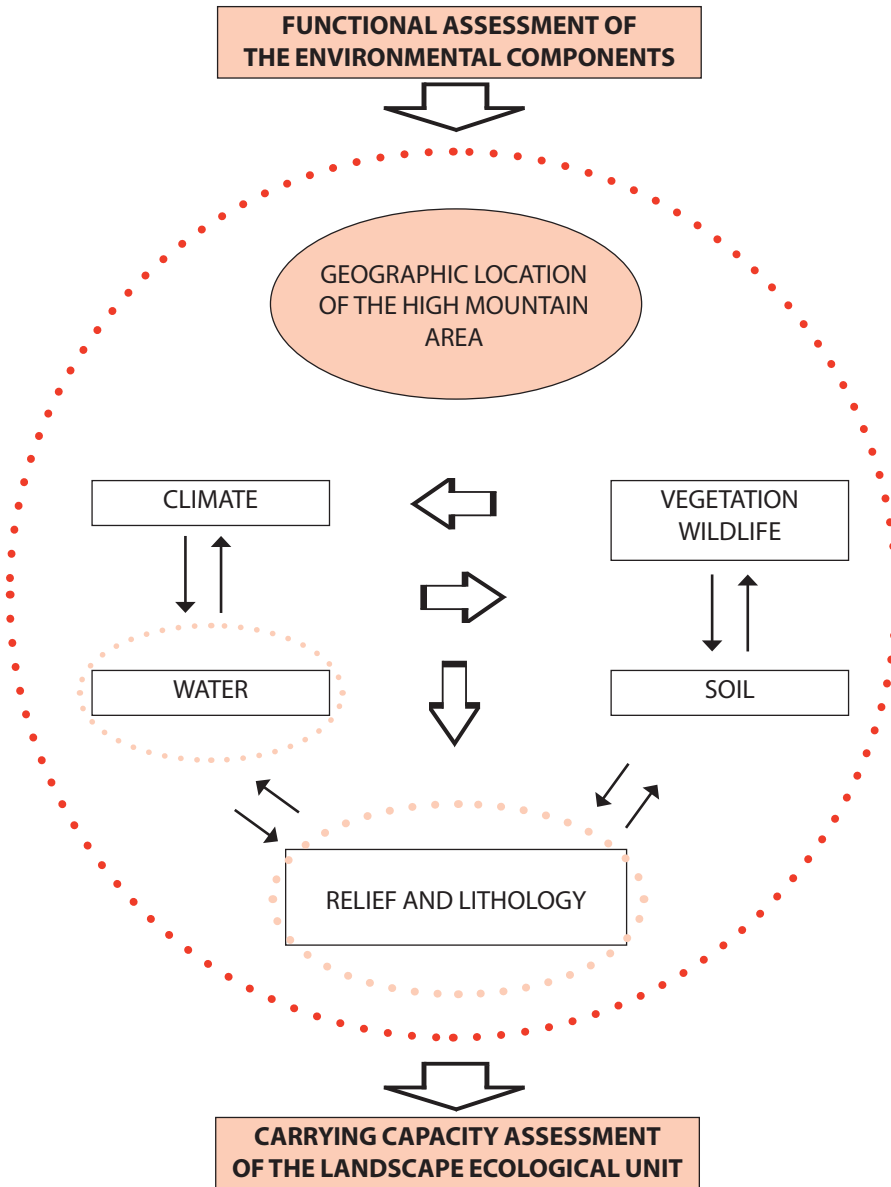 FUNCTIONAL ASSESSMENT OF
THE ENVIRONMENTAL COMPONENTS
GEOGRAPHIC LOCATION
OF THE HIGH MOUNTAIN
AREA
CLIMATE
VEGETATION
WILDLIFE
WATER
SOIL
RELIEF AND LITHOLOGY
CARRYING CAPACITY ASSESSMENT
OF THE LANDSCAPE ECOLOGICAL UNIT